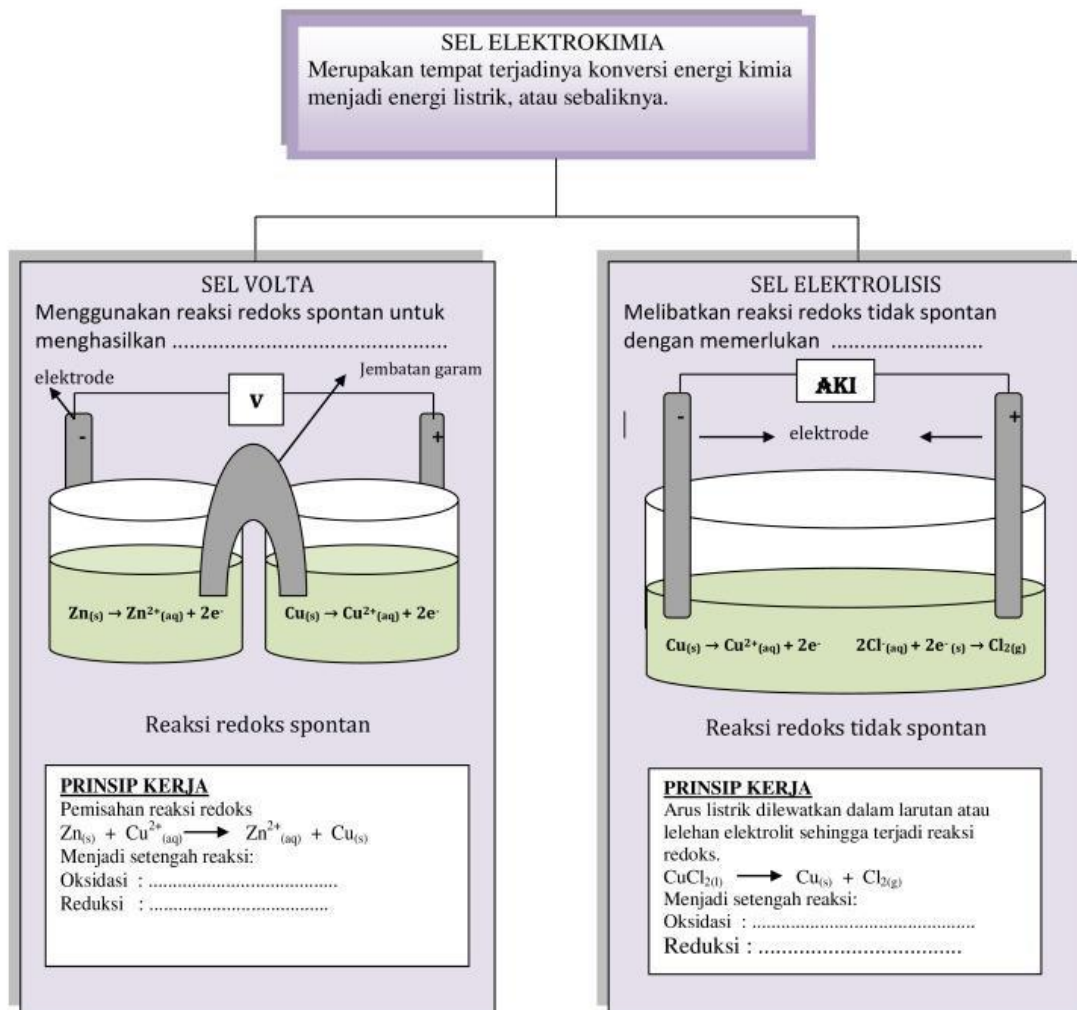 SEL ELEKTROKIMIA
Merupakan tempat terjadinya konversi energi kimia
menjadi energi listrik, atau sebaliknya.
SEL VOLTA
Menggunakan reaksi redoks spontan untuk
menghasilkan ................................................
elektrode
Jembatan garam
V
-
+
Zn(s) → Zn²⁺(aq) + 2e⁻
Cu(s) → Cu²⁺(aq) + 2e⁻
Reaksi redoks spontan
PRINSIP KERJA
Pemisahan reaksi redoks
Zn(s) + Cu²⁺(aq) ⟶ Zn²⁺(aq) + Cu(s)
Menjadi setengah reaksi:
Oksidasi : .......................................
Reduksi : .....................................
SEL ELEKTROLISIS
Melibatkan reaksi redoks tidak spontan
dengan memerlukan ..........................
AKI
-
+
elektrode
Cu(s) → Cu²⁺(aq) + 2e⁻
2Cl⁻(aq) + 2e⁻(s) → Cl₂(g)
Reaksi redoks tidak spontan
PRINSIP KERJA
Arus listrik dilewatkan dalam larutan atau
lelehan elektrolit sehingga terjadi reaksi
redoks.
CuCl₂(l) ⟶ Cu(s) + Cl₂(g)
Menjadi setengah reaksi:
Oksidasi : ..............................................
Reduksi : ...................................